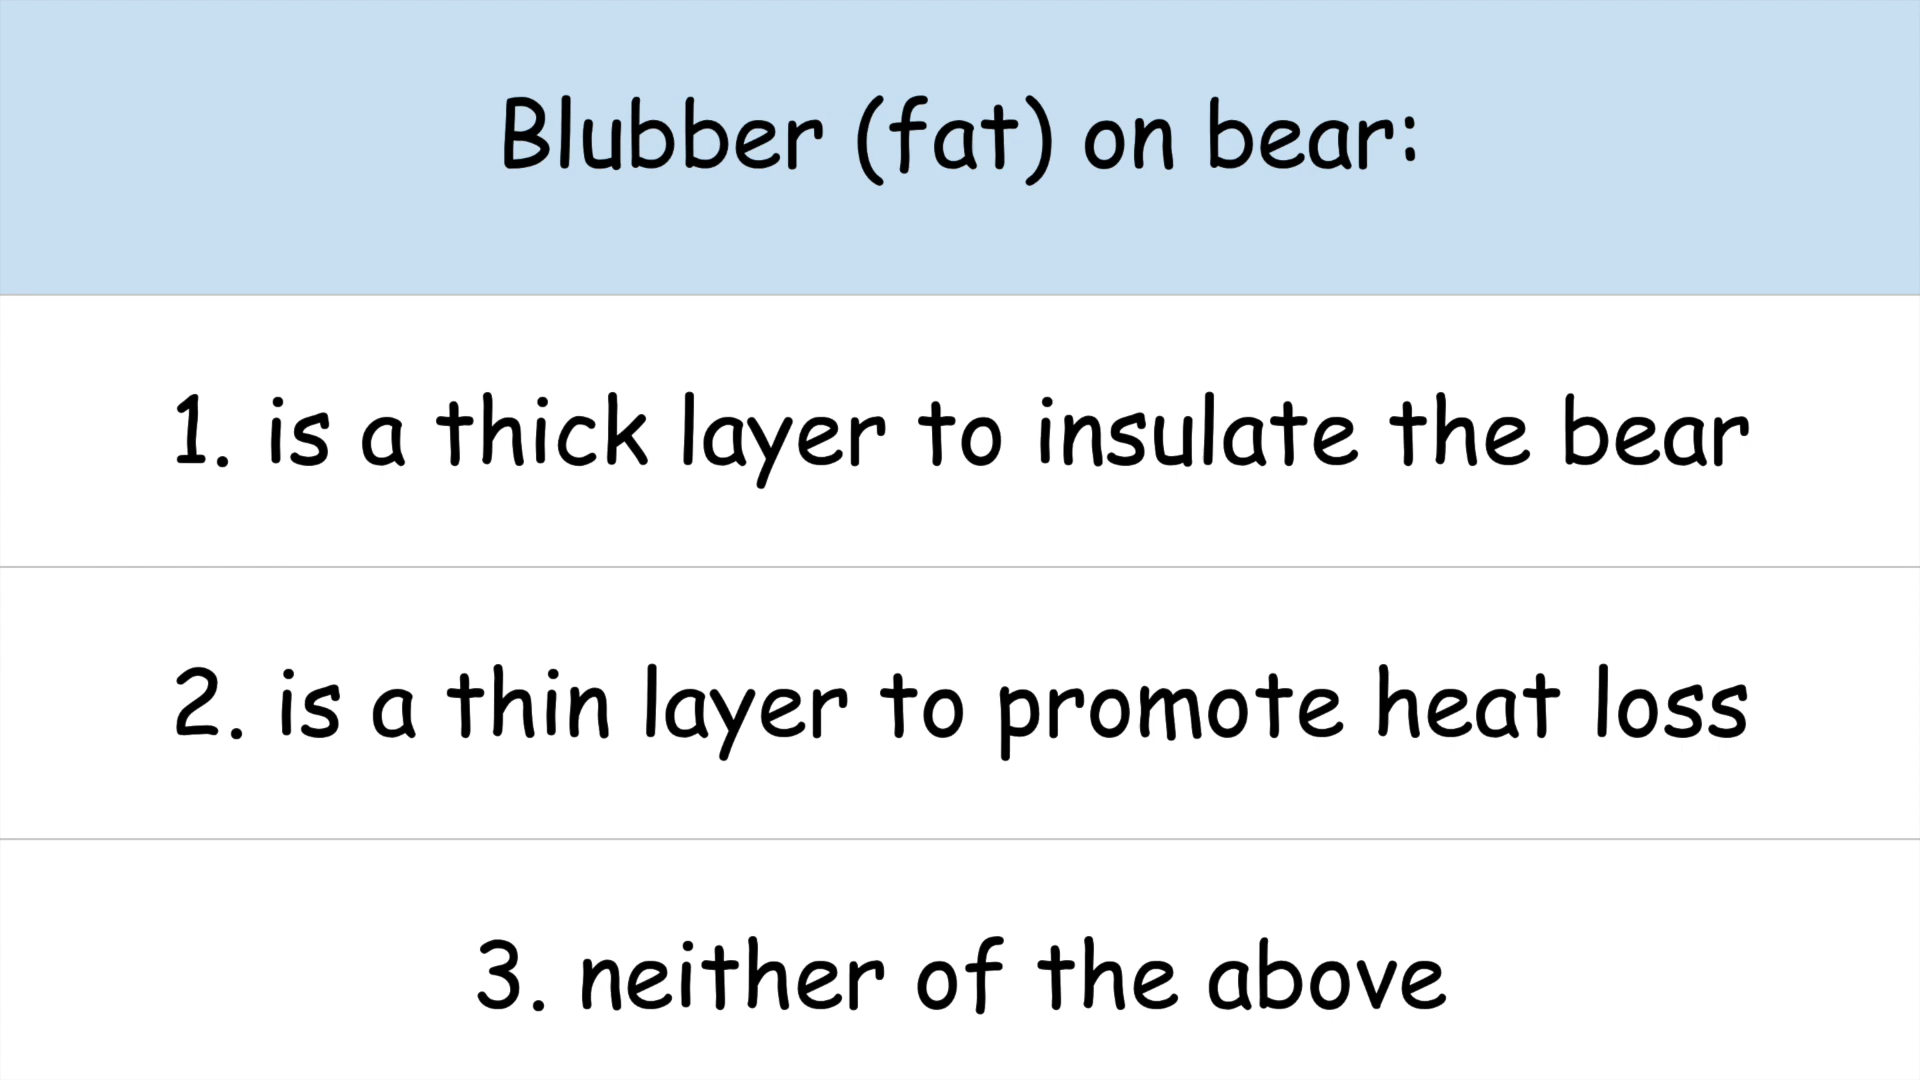 Blubber (fat) on bear:
1. is a thick layer to insulate the bear
2. is a thin layer to promote heat loss
3. neither of the above